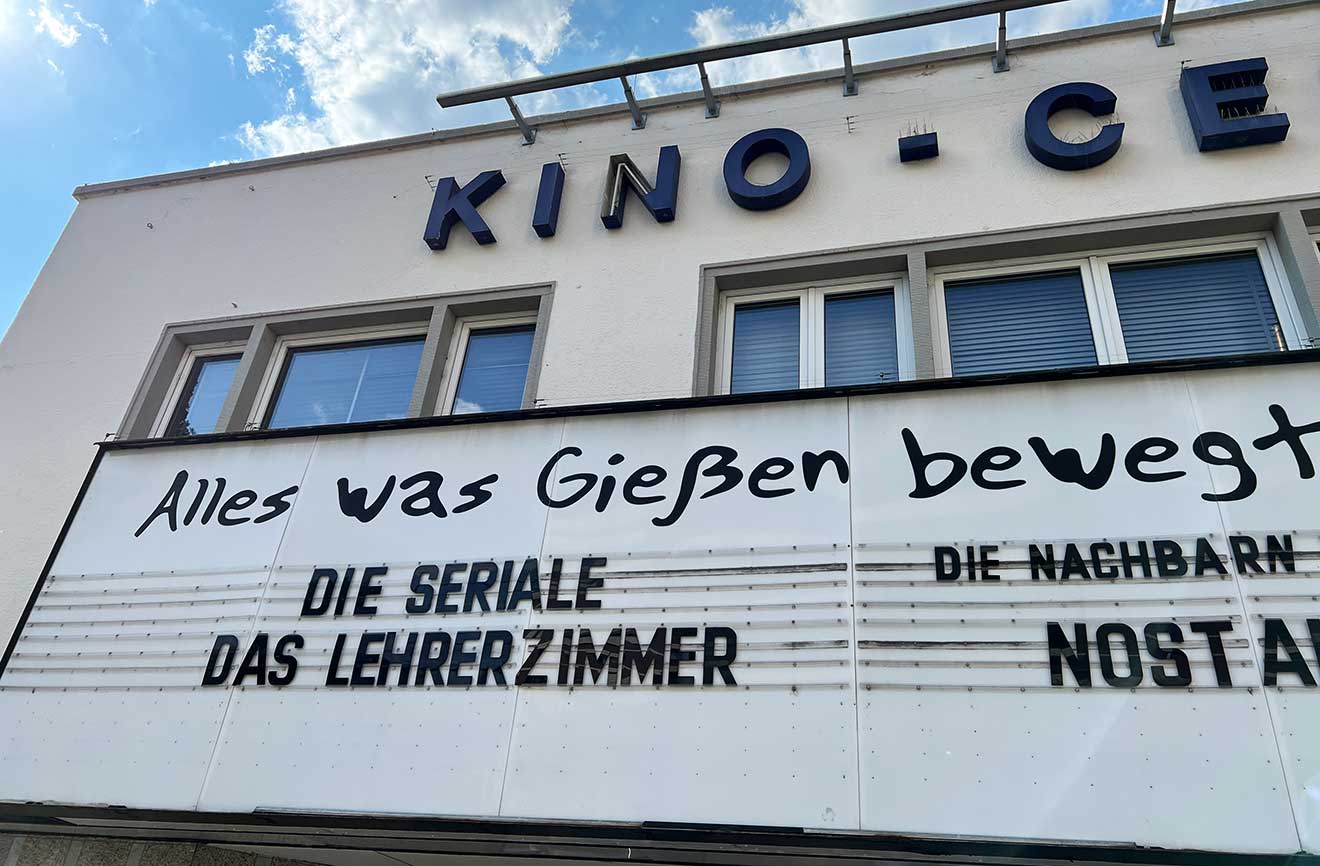 KINO - CE
Alles was Gießen bewegt
DIE SERIALE
DAS LEHRERZIMMER
DIE NACHBARN
NOSTA